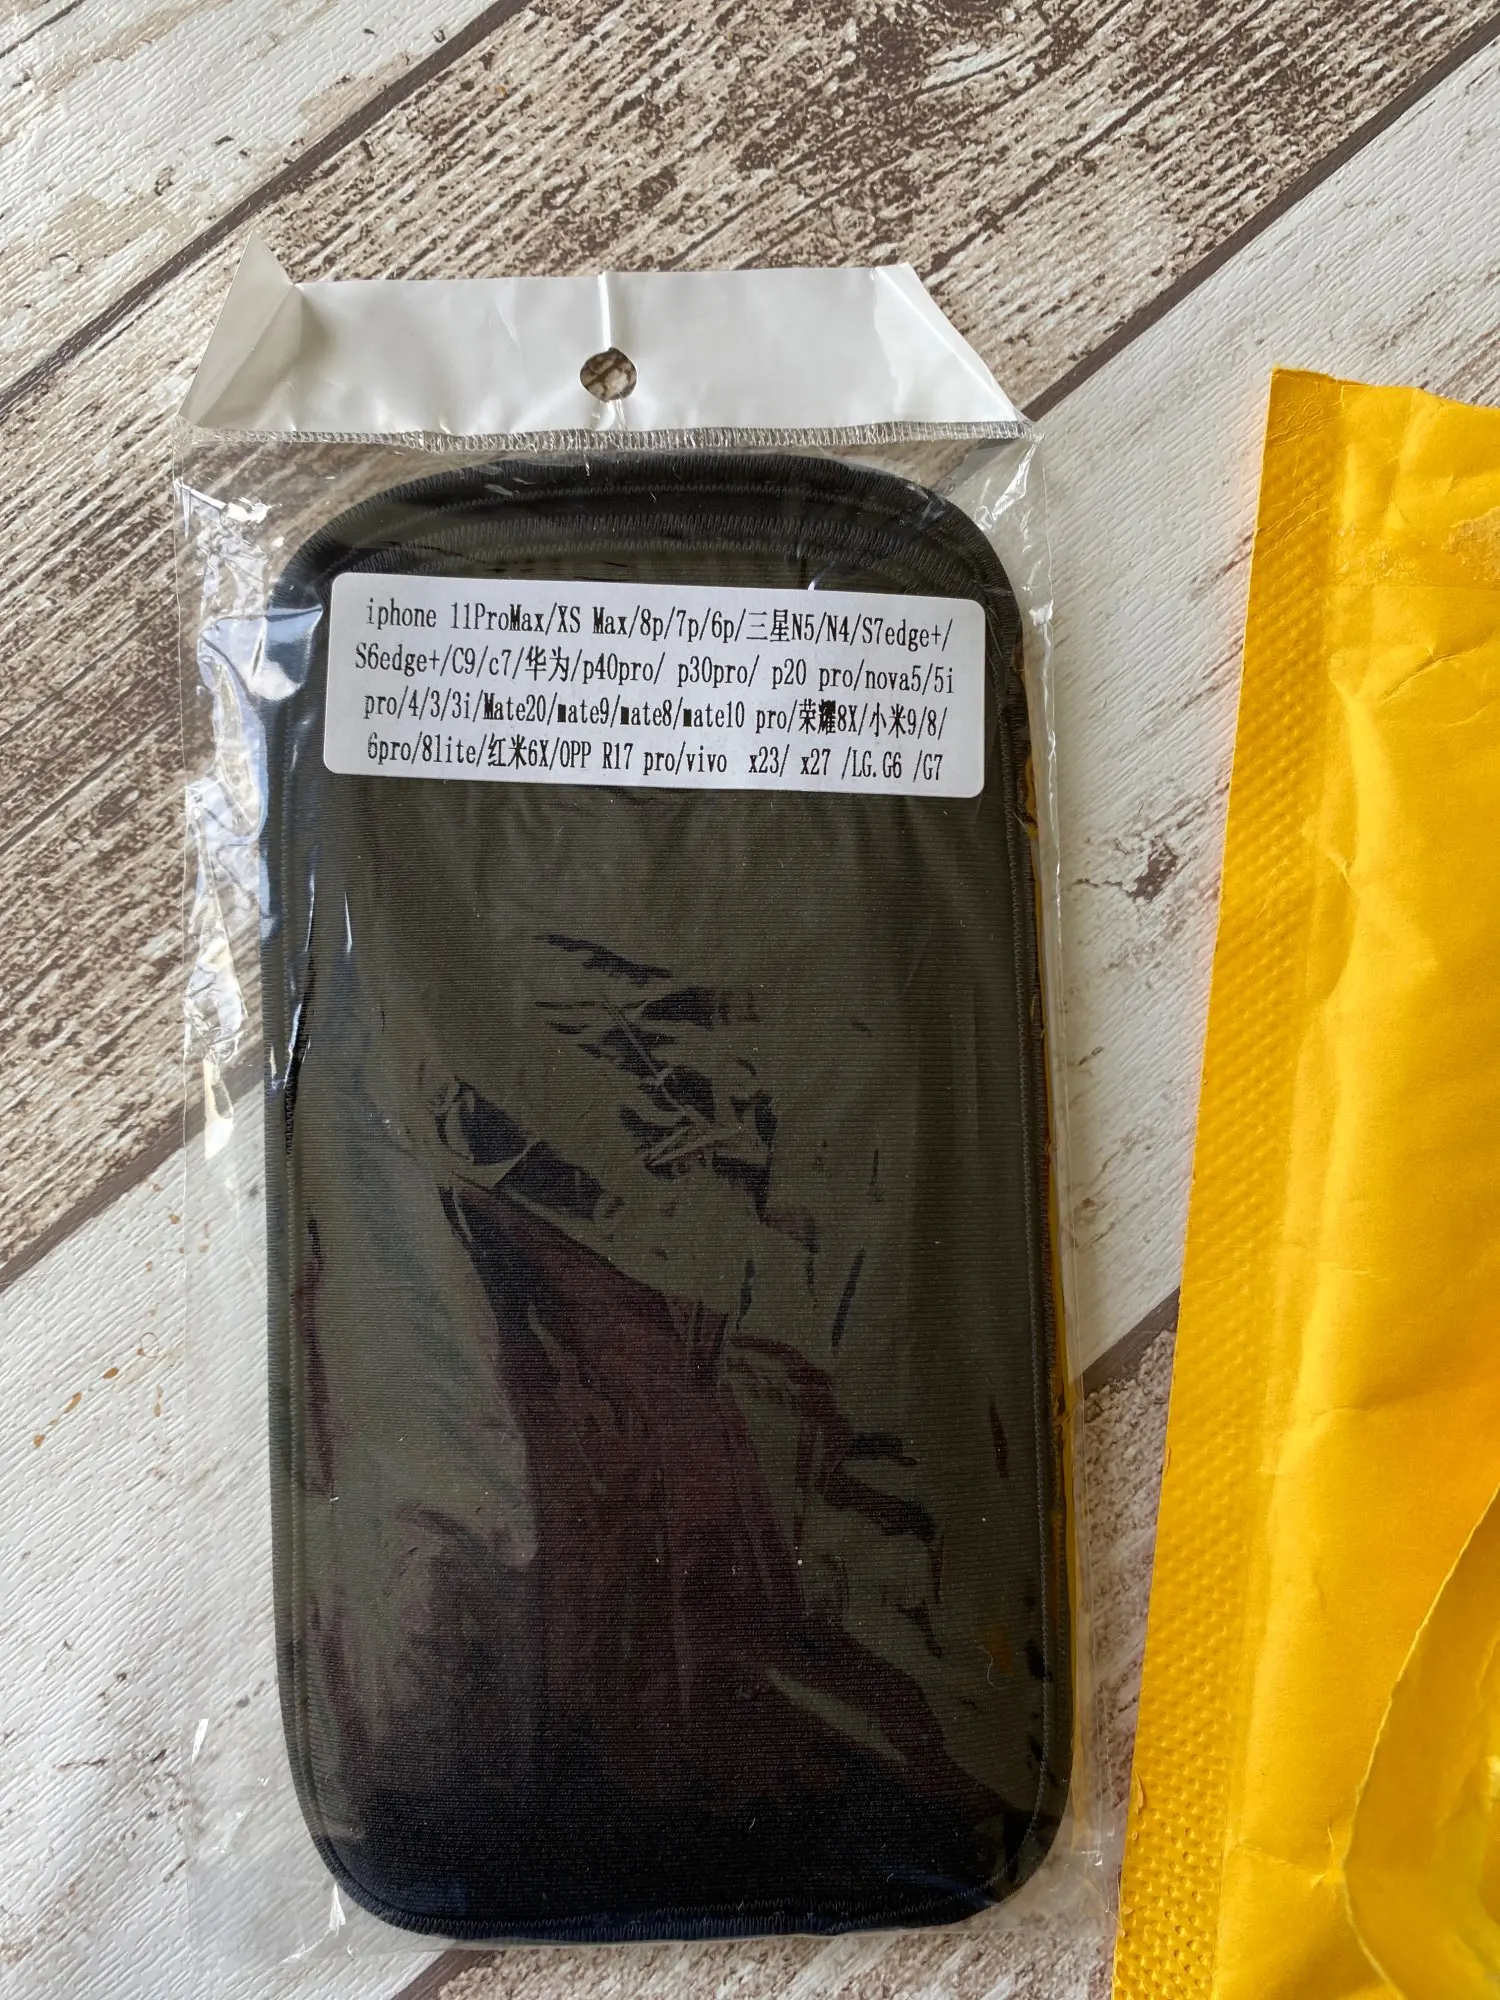 iphone 11ProMax/XS Max/8p/7p/6p/三星N5/N4/S7edge+/
S6edge+/C9/c7/华为/p40pro/ p30pro/ p20 pro/nova5/5i
pro/4/3/3i/Mate20/mate9/mate8/mate10 pro/荣耀8X/小米9/8/
6pro/8lite/红米6X/OPP R17 pro/vivo x23/ x27 /LG.G6 /G7